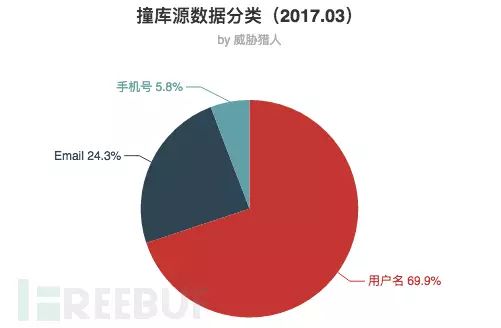 撞库源数据分类（2017.03）
by 威胁猎人
手机号 5.8%
Email 24.3%
用户名 69.9%
FREEBUF